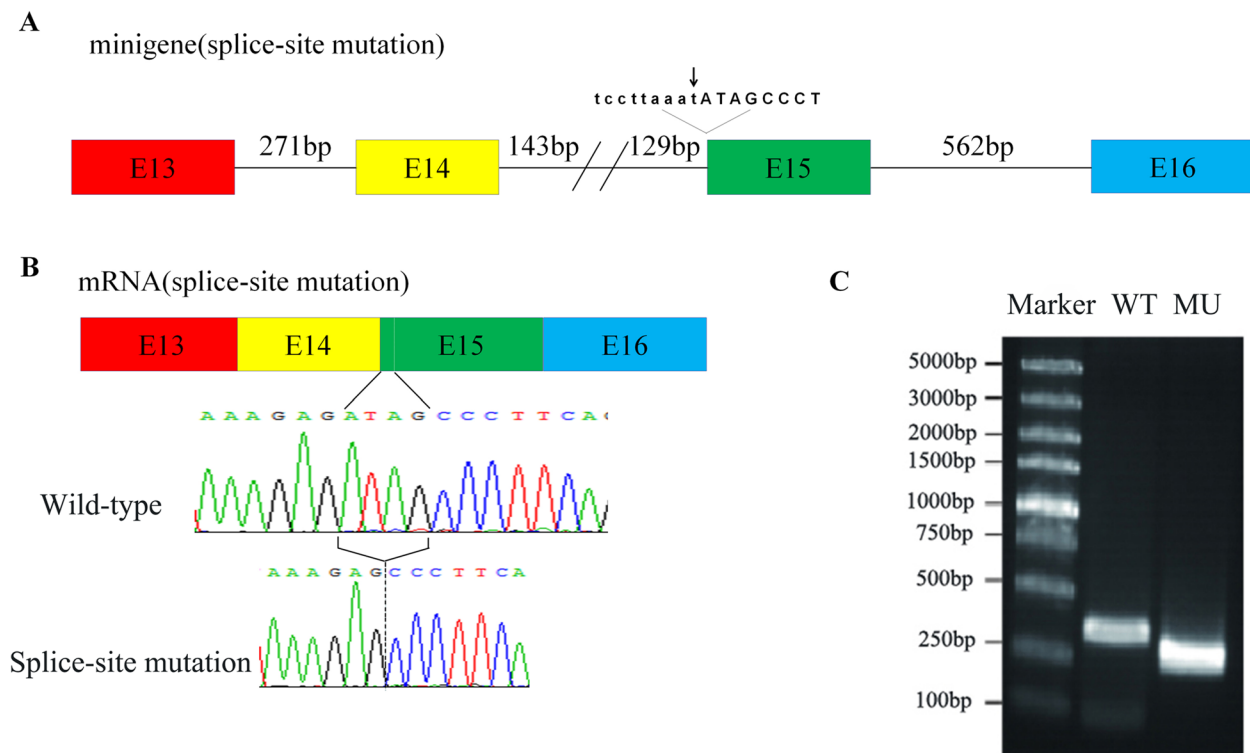 A
minigene(splice-site mutation)
tccttaaatATAGCCCT
E13
271bp
E14
143bp
129bp
E15
562bp
E16
B
mRNA(splice-site mutation)
E13
E14
E15
E16
AAAGAGATAGCCCTTCA
Wild-type
AAAGAGCCCTTCA
Splice-site mutation
C
Marker WT MU
5000bp
3000bp
2000bp
1500bp
1000bp
750bp
500bp
250bp
100bp